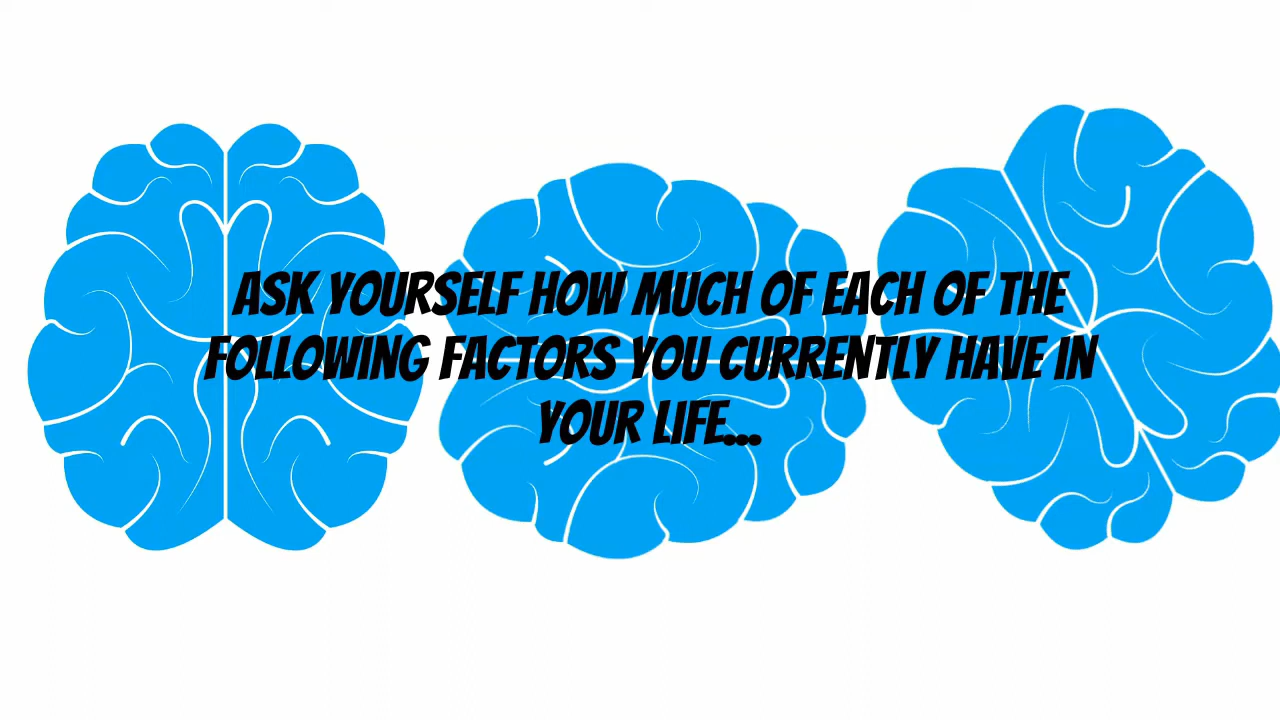 ASK YOURSELF HOW MUCH OF EACH OF THE
FOLLOWING FACTORS YOU CURRENTLY HAVE IN
YOUR LIFE...